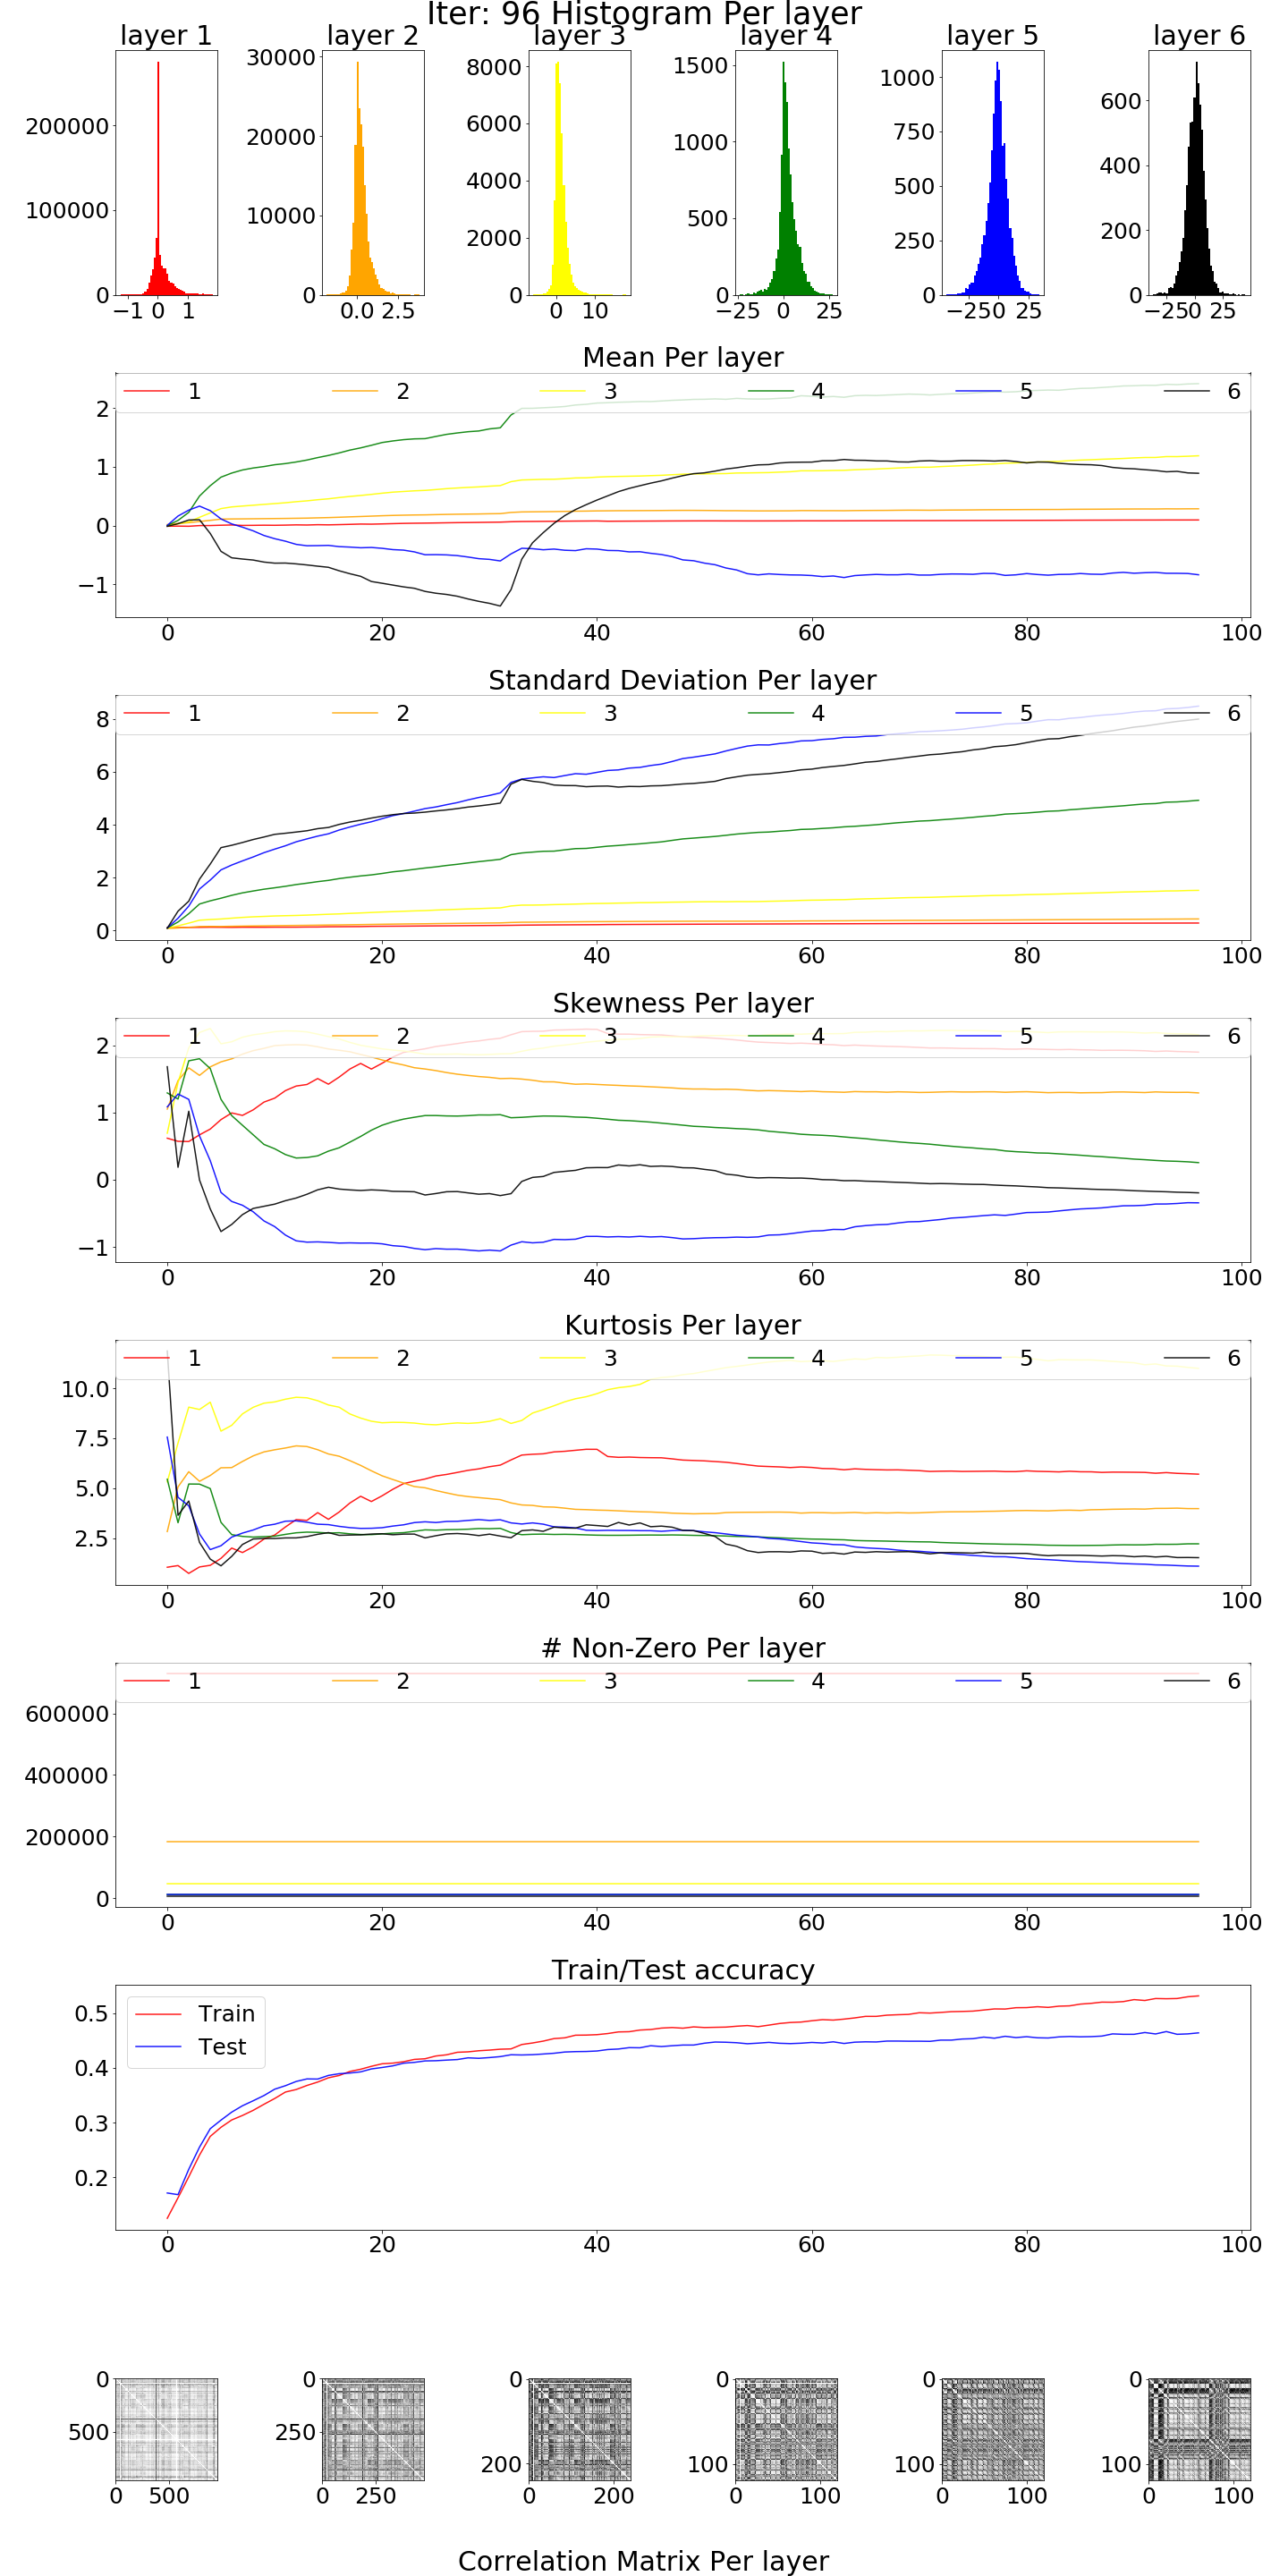 Iter: 96 Histogram Per layer
layer 1 layer 2 layer 3 layer 4 layer 5 layer 6
200000 100000 0 −1 0 1
30000 20000 10000 0 0.0 2.5
8000 6000 4000 2000 0 0 10
1500 1000 500 0 −25 0 25
1000 750 500 250 0 −25 0 25
600 400 200 0 −25 0 25
Mean Per layer
1 2 3 4 5 6
2
1
0
−1
0 20 40 60 80 100
Standard Deviation Per layer
1 2 3 4 5 6
8
6
4
2
0
0 20 40 60 80 100
Skewness Per layer
1 2 3 4 5 6
2
1
0
−1
0 20 40 60 80 100
Kurtosis Per layer
1 2 3 4 5 6
10.0
7.5
5.0
2.5
0 20 40 60 80 100
# Non-Zero Per layer
1 2 3 4 5 6
600000
400000
200000
0
0 20 40 60 80 100
Train/Test accuracy
Train
Test
0.5
0.4
0.3
0.2
0 20 40 60 80 100
0 500 0 500
0 250 0 250
0 200 0 200
0 100 0 100
0 100 0 100
0 100 0 100
Correlation Matrix Per layer